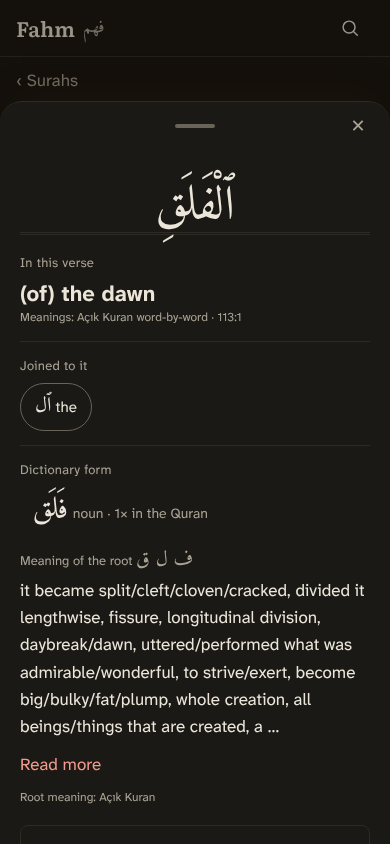 Fahm فهم
‹ Surahs
ٱلْفَلَقِ
In this verse
(of) the dawn
Meanings: Açık Kuran word-by-word · 113:1
Joined to it
ٱل the
Dictionary form
فَلَق noun · 1× in the Quran
Meaning of the root ف ل ق
it became split/cleft/cloven/cracked, divided it
lengthwise, fissure, longitudinal division,
daybreak/dawn, uttered/performed what was
admirable/wonderful, to strive/exert, become
big/bulky/fat/plump, whole creation, all
beings/things that are created, a ...
Read more
Root meaning: Açık Kuran